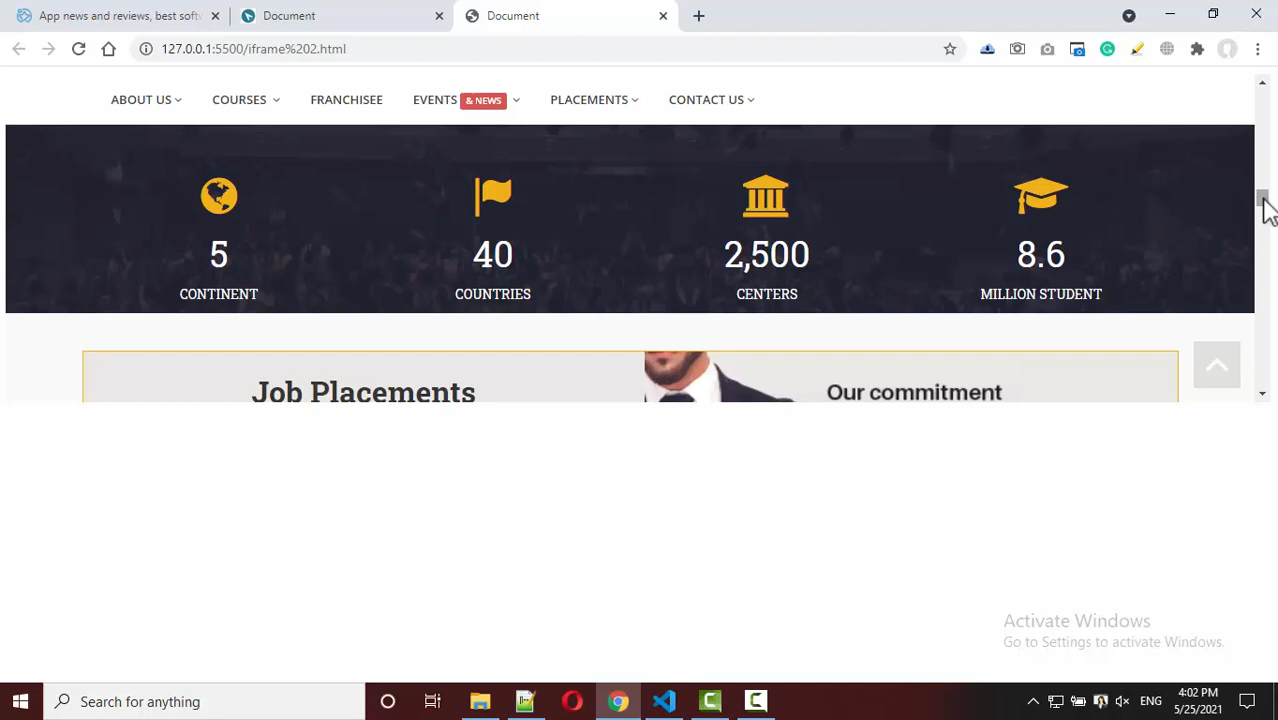 App news and reviews, best softw
Document
Document
127.0.0.1:5500/iframe%202.html
ABOUT US
COURSES
FRANCHISEE
EVENTS & NEWS
PLACEMENTS
CONTACT US
5
40
2,500
8.6
CONTINENT
COUNTRIES
CENTERS
MILLION STUDENT
Job Placements
Our commitment
Activate Windows
Go to Settings to activate Windows.
Search for anything
ENG
4:02 PM
5/25/2021